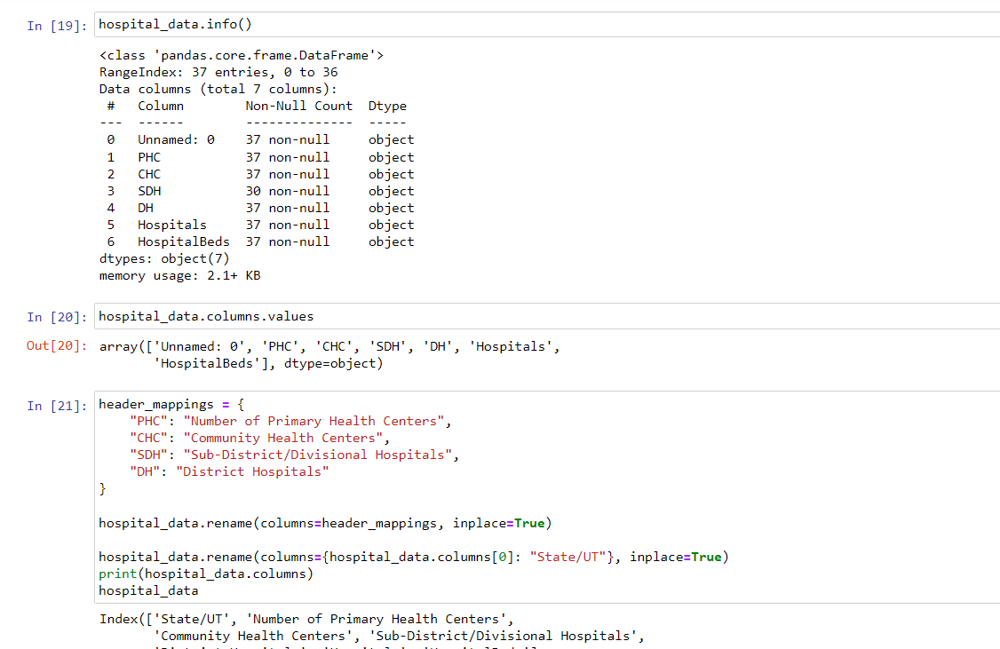 In [19]: hospital_data.info()
<class 'pandas.core.frame.DataFrame'>
RangeIndex: 37 entries, 0 to 36
Data columns (total 7 columns):
 #   Column        Non-Null Count  Dtype
---  ------        --------------  -----
 0   Unnamed: 0    37 non-null     object
 1   PHC           37 non-null     object
 2   CHC           37 non-null     object
 3   SDH           30 non-null     object
 4   DH            37 non-null     object
 5   Hospitals     37 non-null     object
 6   HospitalBeds  37 non-null     object
dtypes: object(7)
memory usage: 2.1+ KB
In [20]: hospital_data.columns.values
Out[20]: array(['Unnamed: 0', 'PHC', 'CHC', 'SDH', 'DH', 'Hospitals',
       'HospitalBeds'], dtype=object)
In [21]: header_mappings = {
    "PHC": "Number of Primary Health Centers",
    "CHC": "Community Health Centers",
    "SDH": "Sub-District/Divisional Hospitals",
    "DH": "District Hospitals"
}
hospital_data.rename(columns=header_mappings, inplace=True)
hospital_data.rename(columns={hospital_data.columns[0]: "State/UT"}, inplace=True)
print(hospital_data.columns)
hospital_data
Index(['State/UT', 'Number of Primary Health Centers',
       'Community Health Centers', 'Sub-District/Divisional Hospitals',